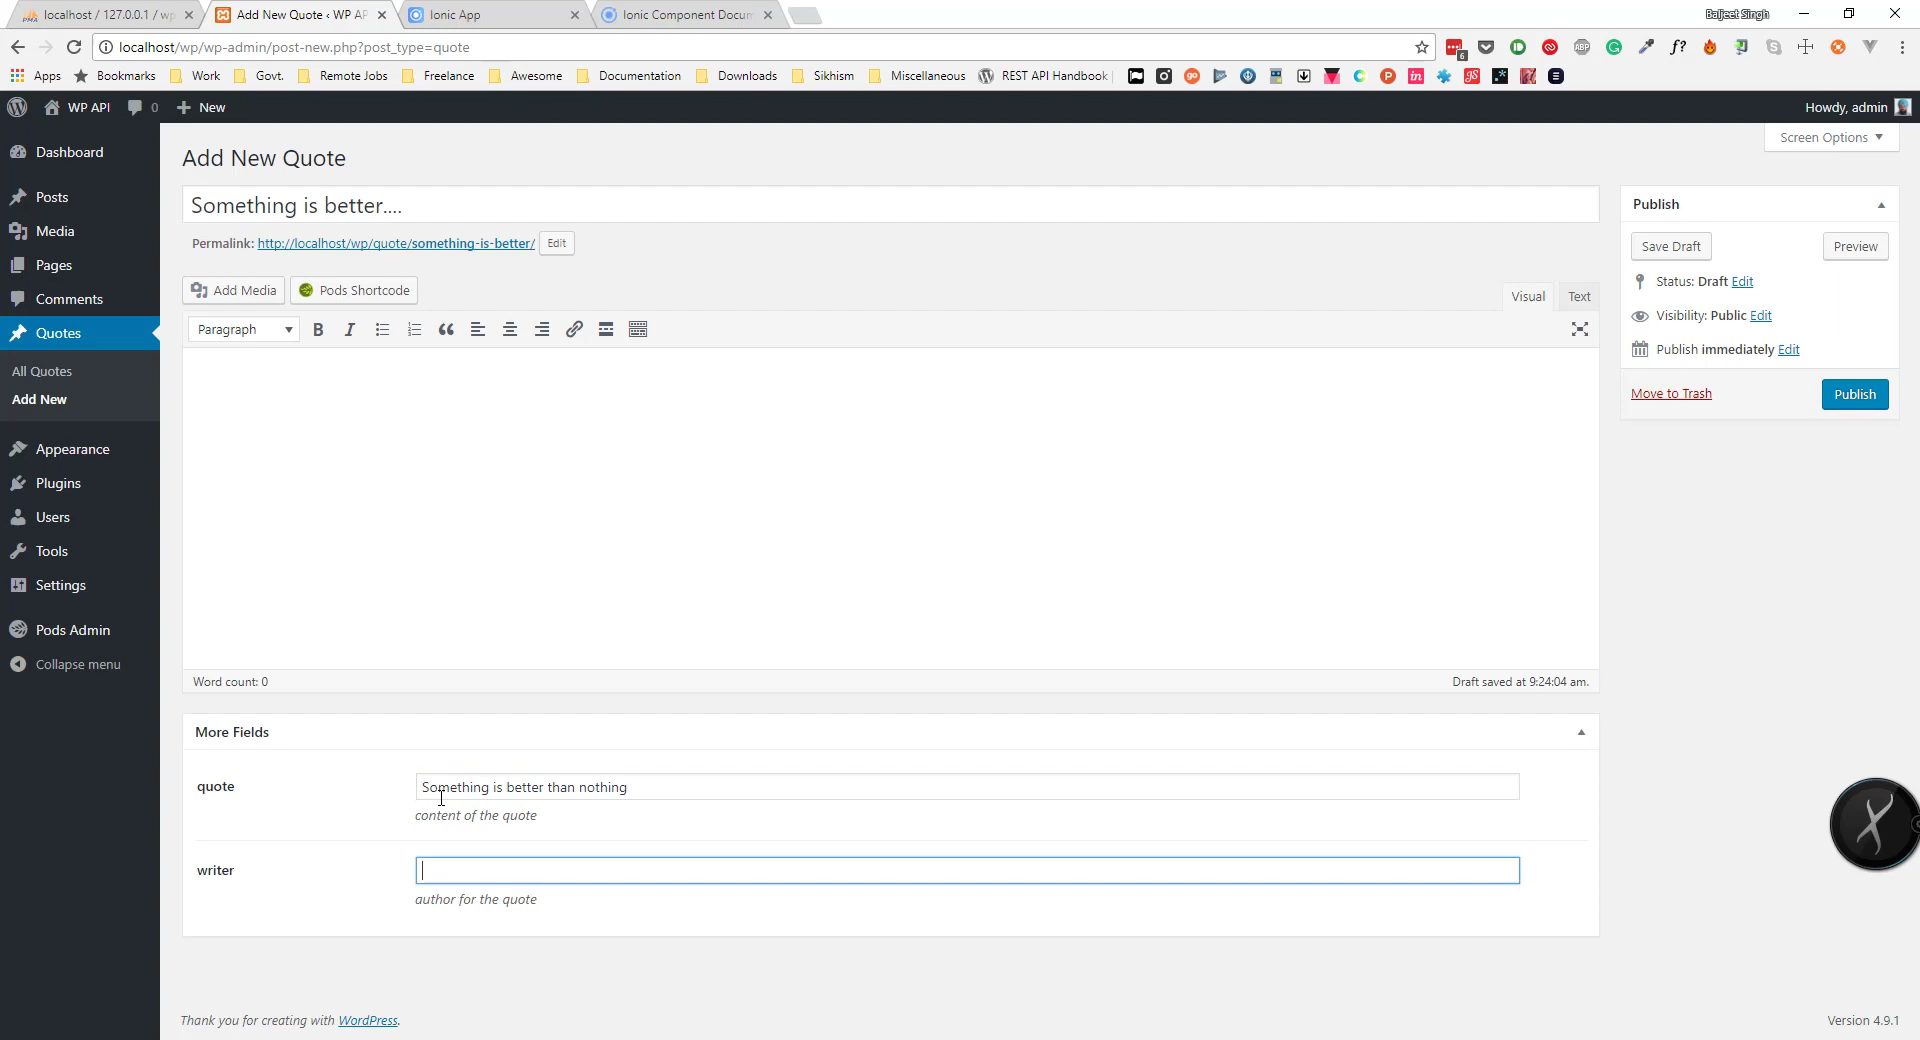 localhost / 127.0.0.1 / wp
Add New Quote ‹ WP AP
Ionic App
Ionic Component Docum
Baljeet Singh
localhost/wp/wp-admin/post-new.php?post_type=quote
6
ABP
f?
Apps
Bookmarks
Work
Govt.
Remote Jobs
Freelance
Awesome
Documentation
Downloads
Sikhism
Miscellaneous
REST API Handbook
WP API
0
New
Howdy, admin
Screen Options
Dashboard
Posts
Media
Pages
Comments
Quotes
All Quotes
Add New
Appearance
Plugins
Users
Tools
Settings
Pods Admin
Collapse menu
Add New Quote
Something is better....
Permalink: http://localhost/wp/quote/something-is-better/ Edit
Add Media
Pods Shortcode
Visual
Text
Paragraph
Word count: 0
Draft saved at 9:24:04 am.
More Fields
quote
Something is better than nothing
content of the quote
writer
author for the quote
Publish
Save Draft
Preview
Status: Draft Edit
Visibility: Public Edit
Publish immediately Edit
Move to Trash
Publish
Thank you for creating with WordPress.
Version 4.9.1